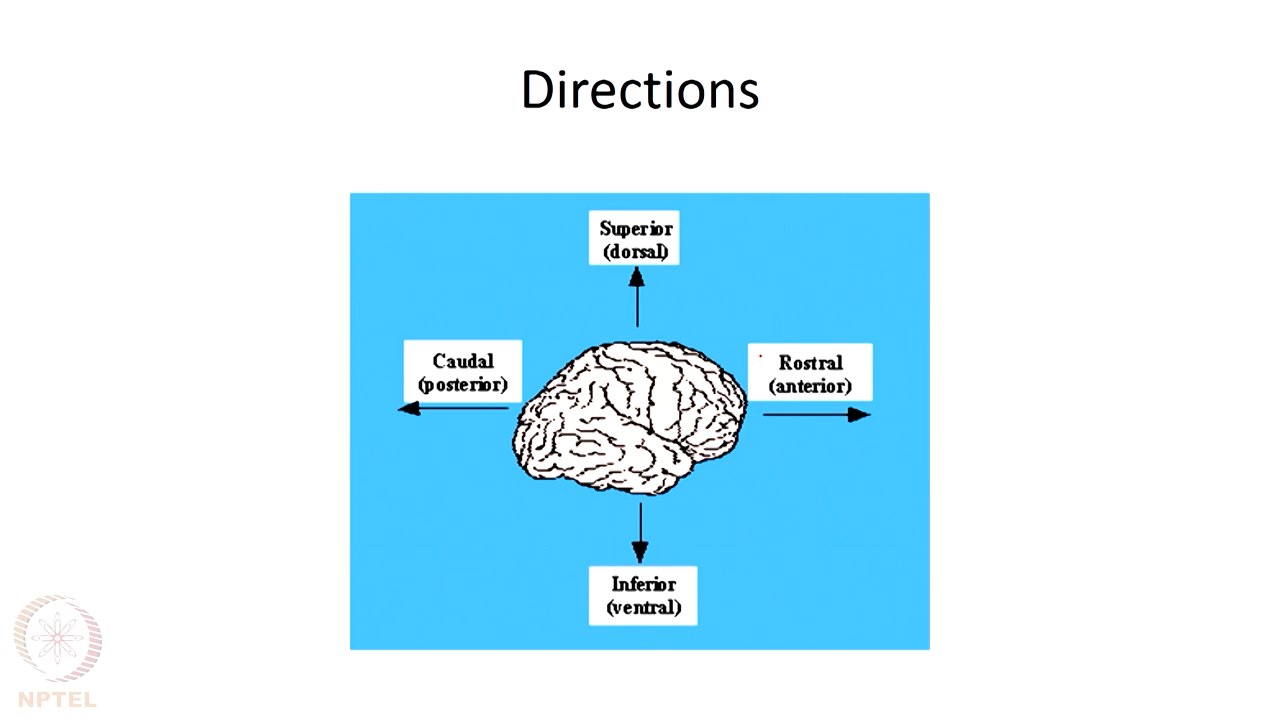 Directions
Superior
(dorsal)
Caudal
(posterior)
Rostral
(anterior)
Inferior
(ventral)
NPTEL